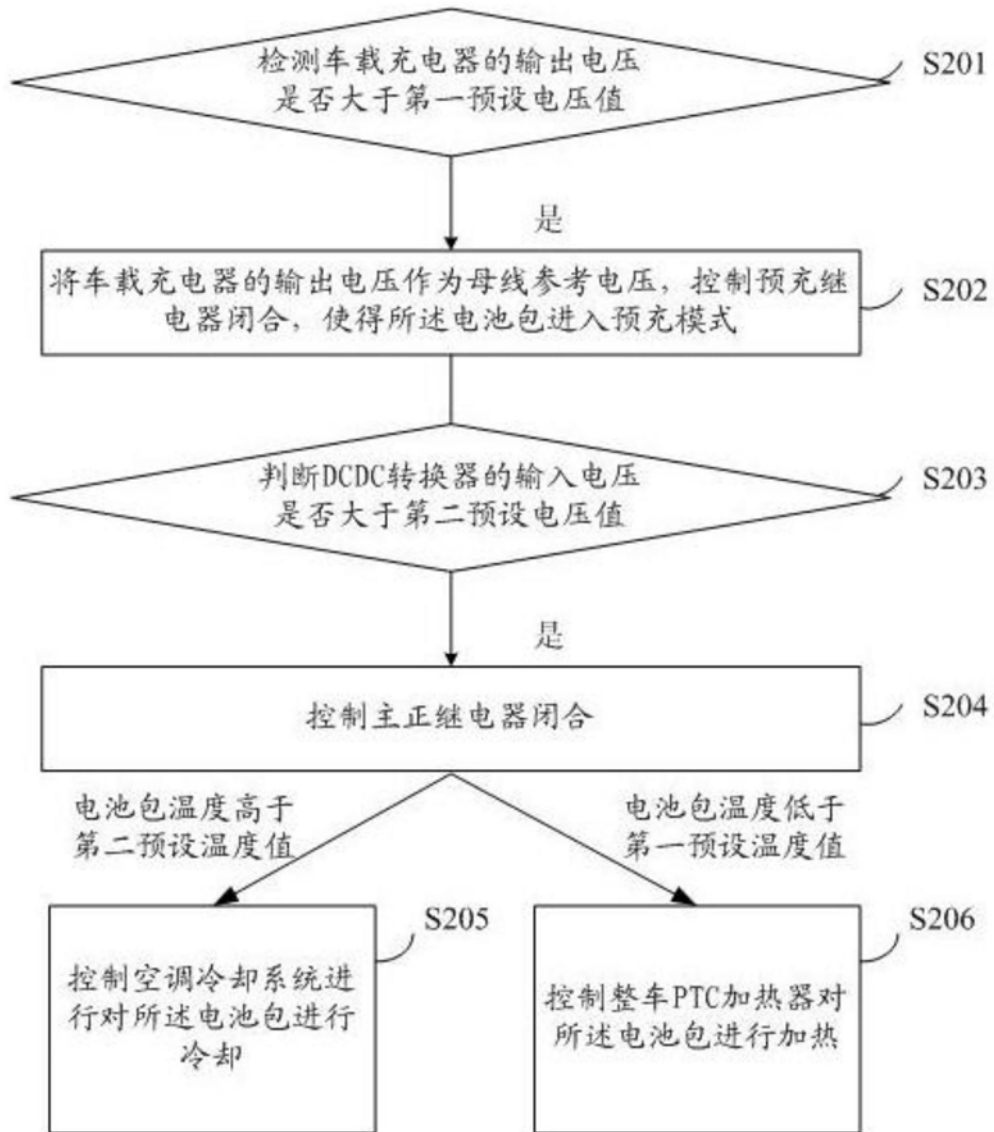 检测车载充电器的输出电压
是否大于第一预设电压值
S201
是
将车载充电器的输出电压作为母线参考电压，控制预充继
电器闭合，使得所述电池包进入预充模式
S202
判断DCDC转换器的输入电压
是否大于第二预设电压值
S203
是
控制主正继电器闭合
S204
电池包温度高于
第二预设温度值
电池包温度低于
第一预设温度值
控制空调冷却系统进
行对所述电池包进行
冷却
S205
控制整车PTC加热器对
所述电池包进行加热
S206